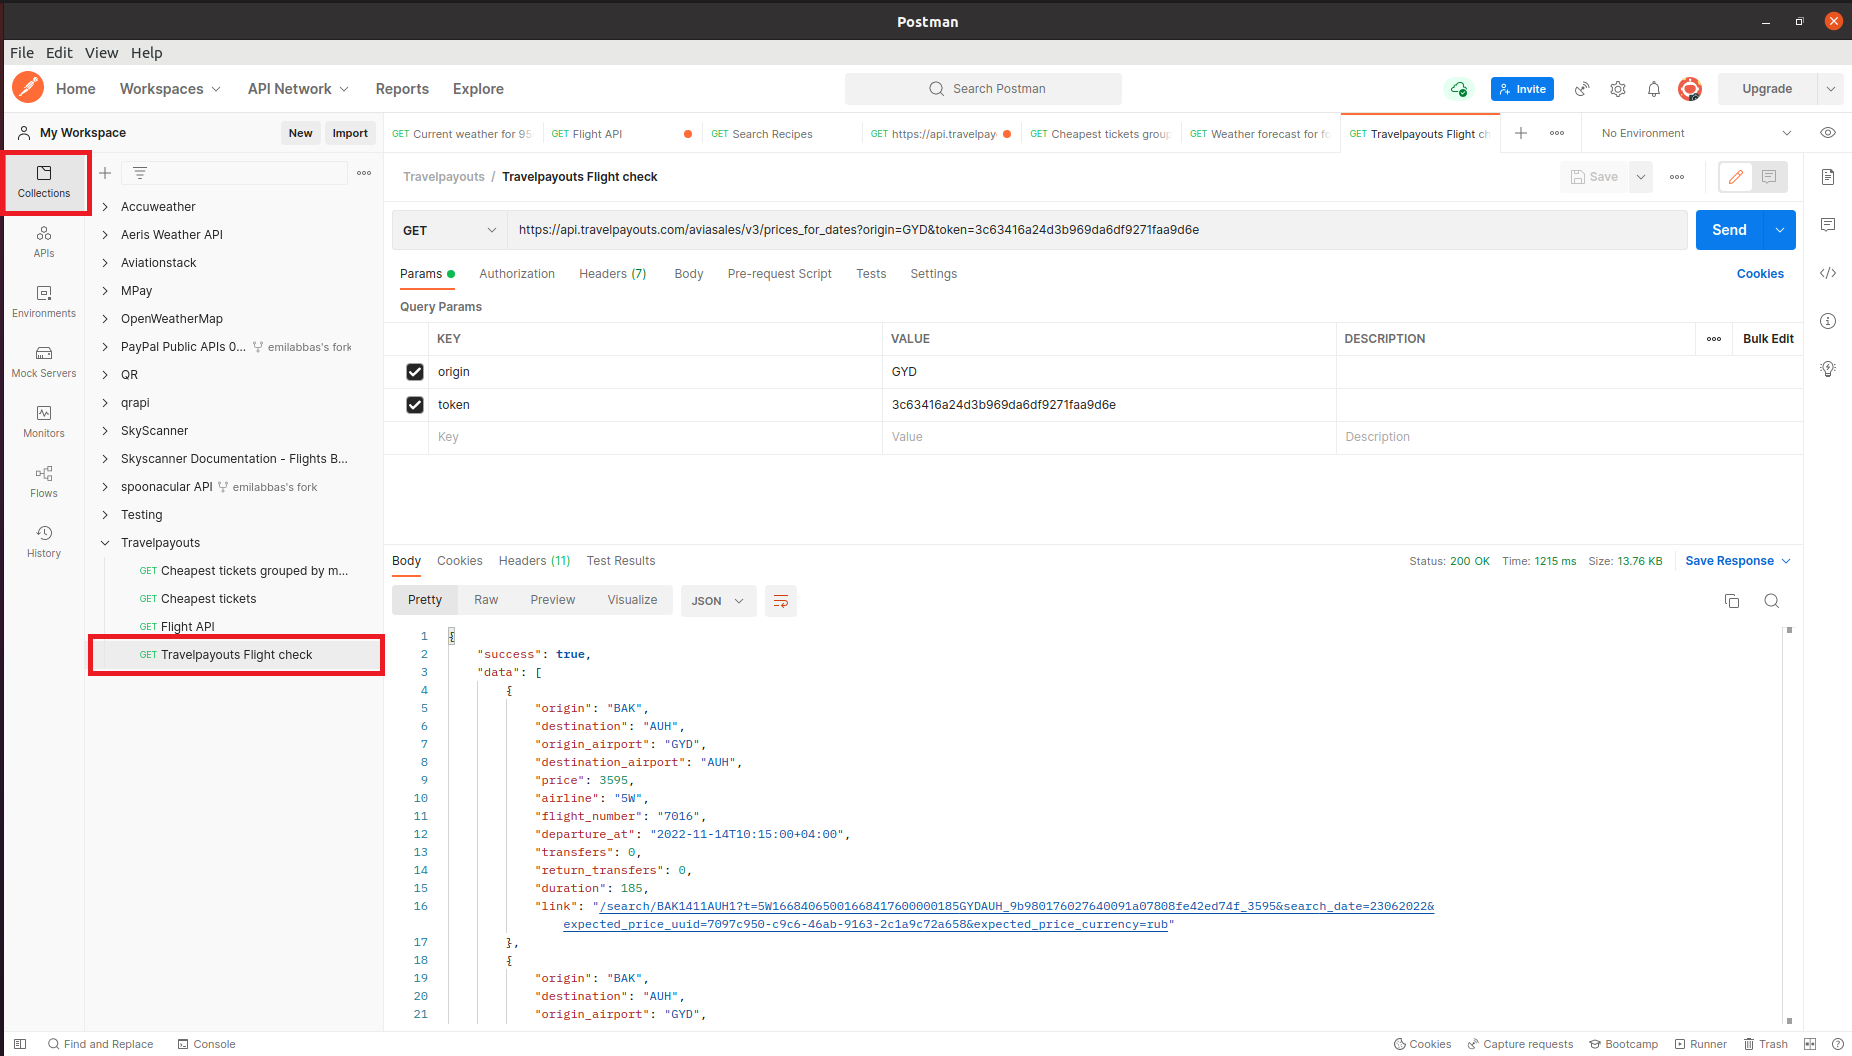 Postman
File Edit View Help
Home Workspaces API Network Reports Explore Search Postman Invite Upgrade
My Workspace New Import
GET Current weather for 95 GET Flight API GET Search Recipes GET https://api.travelpay GET Cheapest tickets grou GET Weather forecast for fo GET Travelpayouts Flight ch No Environment
Collections
APIs
Environments
Mock Servers
Monitors
Flows
History
Accuweather
Aeris Weather API
Aviationstack
MPay
OpenWeatherMap
PayPal Public APIs 0... emilabbas's fork
QR
qrapi
SkyScanner
Skyscanner Documentation - Flights B...
spoonacular API emilabbas's fork
Testing
Travelpayouts
GET Cheapest tickets grouped by m...
GET Cheapest tickets
GET Flight API
GET Travelpayouts Flight check
Travelpayouts / Travelpayouts Flight check Save
GET https://api.travelpayouts.com/aviasales/v3/prices_for_dates?origin=GYD&token=3c63416a24d3b969da6df9271faa9d6e Send
Params Authorization Headers (7) Body Pre-request Script Tests Settings Cookies
Query Params
KEY VALUE DESCRIPTION Bulk Edit
origin GYD
token 3c63416a24d3b969da6df9271faa9d6e
Key Value Description
Body Cookies Headers (11) Test Results Status: 200 OK Time: 1215 ms Size: 13.76 KB Save Response
Pretty Raw Preview Visualize JSON
1 {
2 "success": true,
3 "data": [
4 {
5 "origin": "BAK",
6 "destination": "AUH",
7 "origin_airport": "GYD",
8 "destination_airport": "AUH",
9 "price": 3595,
10 "airline": "5W",
11 "flight_number": "7016",
12 "departure_at": "2022-11-14T10:15:00+04:00",
13 "transfers": 0,
14 "return_transfers": 0,
15 "duration": 185,
16 "link": "/search/BAK1411AUH1?t=5W16684065001668417600000185GYDAUH_9b980176027640091a07808fe42ed74f_3595&search_date=23062022&
expected_price_uuid=7097c950-c9c6-46ab-9163-2c1a9c72a658&expected_price_currency=rub"
17 },
18 {
19 "origin": "BAK",
20 "destination": "AUH",
21 "origin_airport": "GYD",
Find and Replace Console Cookies Capture requests Bootcamp Runner Trash